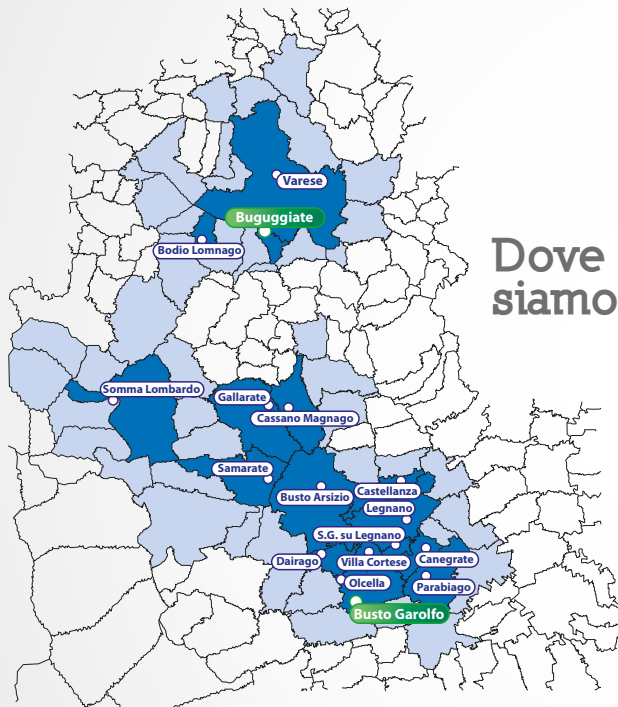 Varese
Buguggiate
Bodio Lomnago
Dove
siamo
Somma Lombardo
Gallarate
Cassano Magnago
Samarate
Busto Arsizio
Castellanza
Legnano
S.G. su Legnano
Dairago
Villa Cortese
Canegrate
Olcella
Parabiago
Busto Garolfo